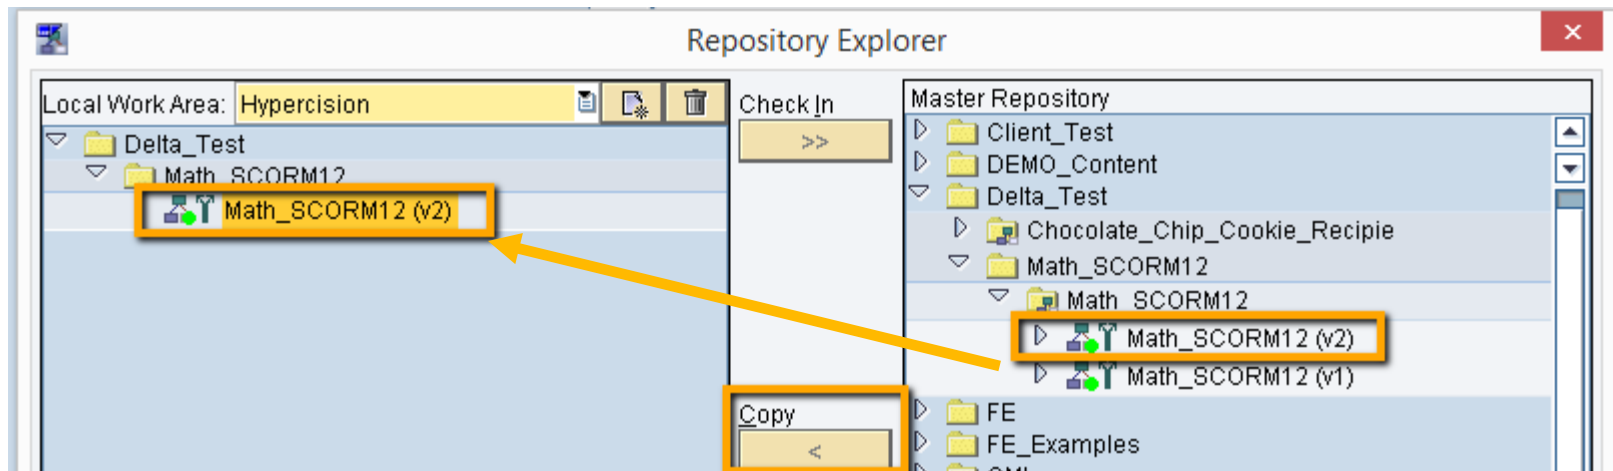 Repository Explorer
Local Work Area: Hypercision
Delta_Test
Math_SCORM12
Math_SCORM12 (v2)
Check In
>>
Copy
<
Master Repository
Client_Test
DEMO_Content
Delta_Test
Chocolate_Chip_Cookie_Recipie
Math_SCORM12
Math_SCORM12
Math_SCORM12 (v2)
Math_SCORM12 (v1)
FE
FE_Examples